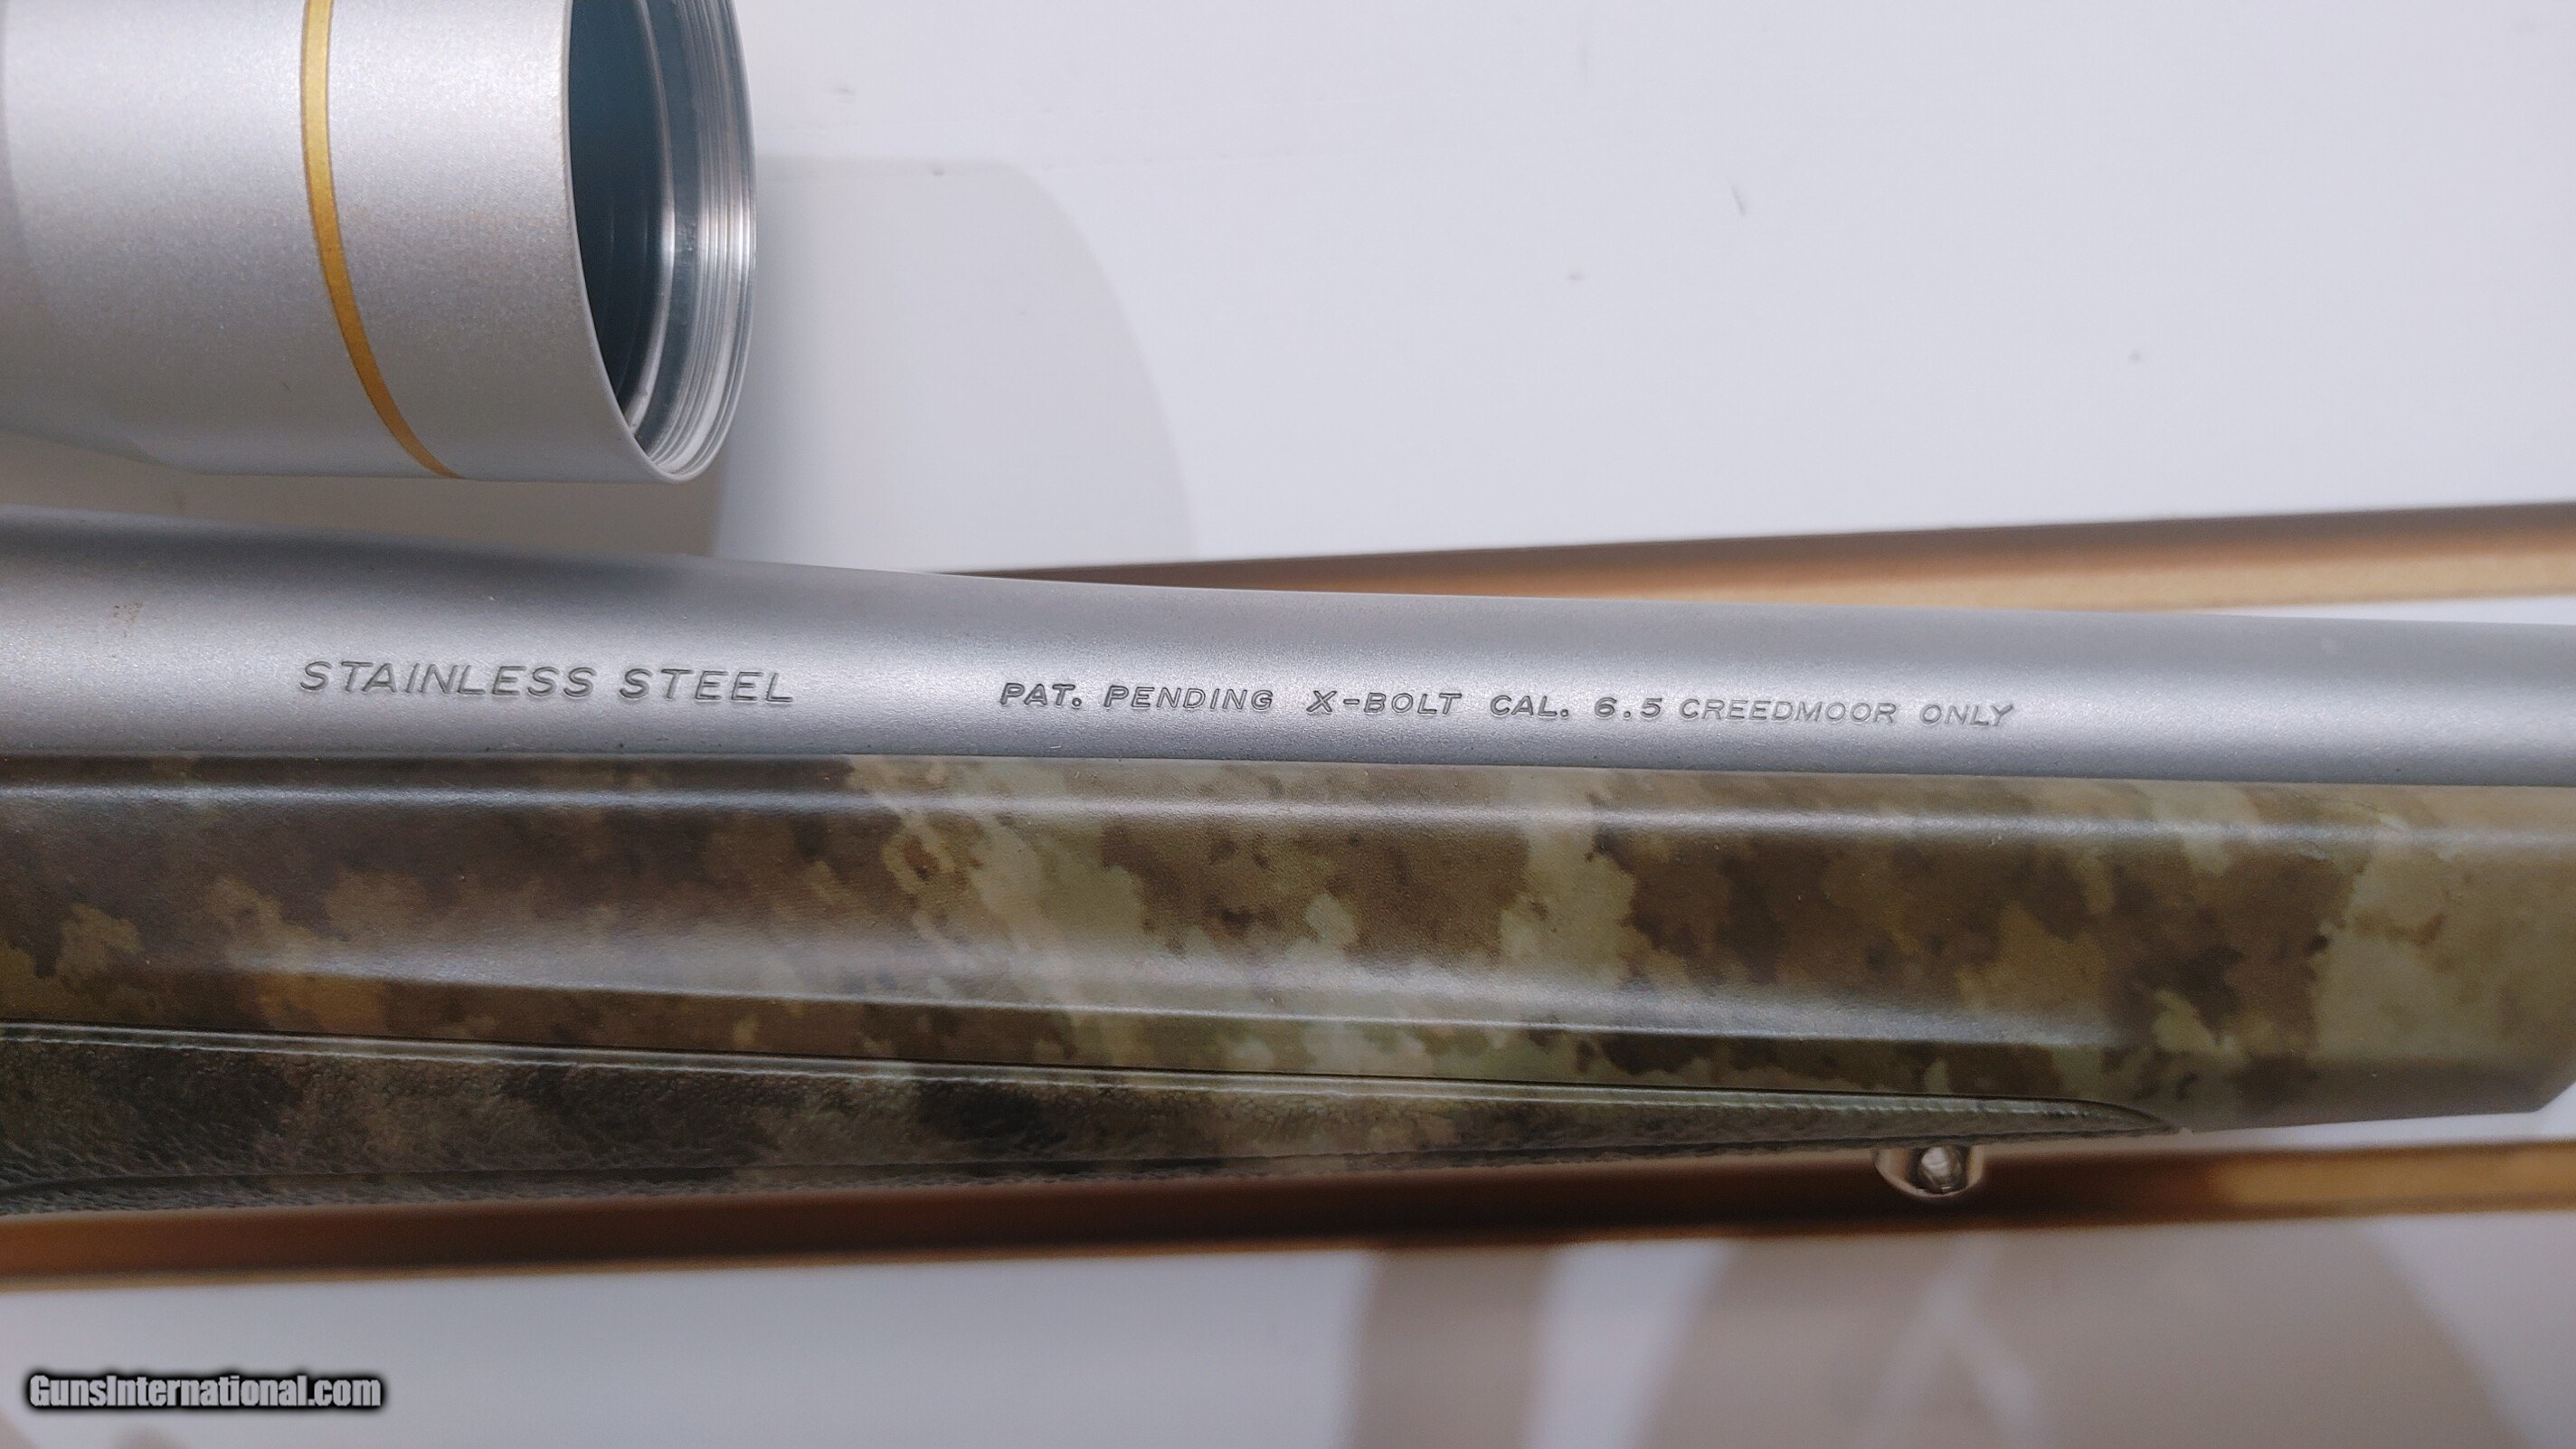 STAINLESS STEEL PAT. PENDING X-BOLT CAL. 6.5 CREEDMOOR ONLY
GunsInternational.com